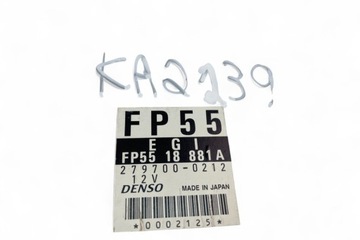 KA2239
FP55
EGI
FP55 18 881A
279700-0212
12V
DENSO MADE IN JAPAN
*0002125*